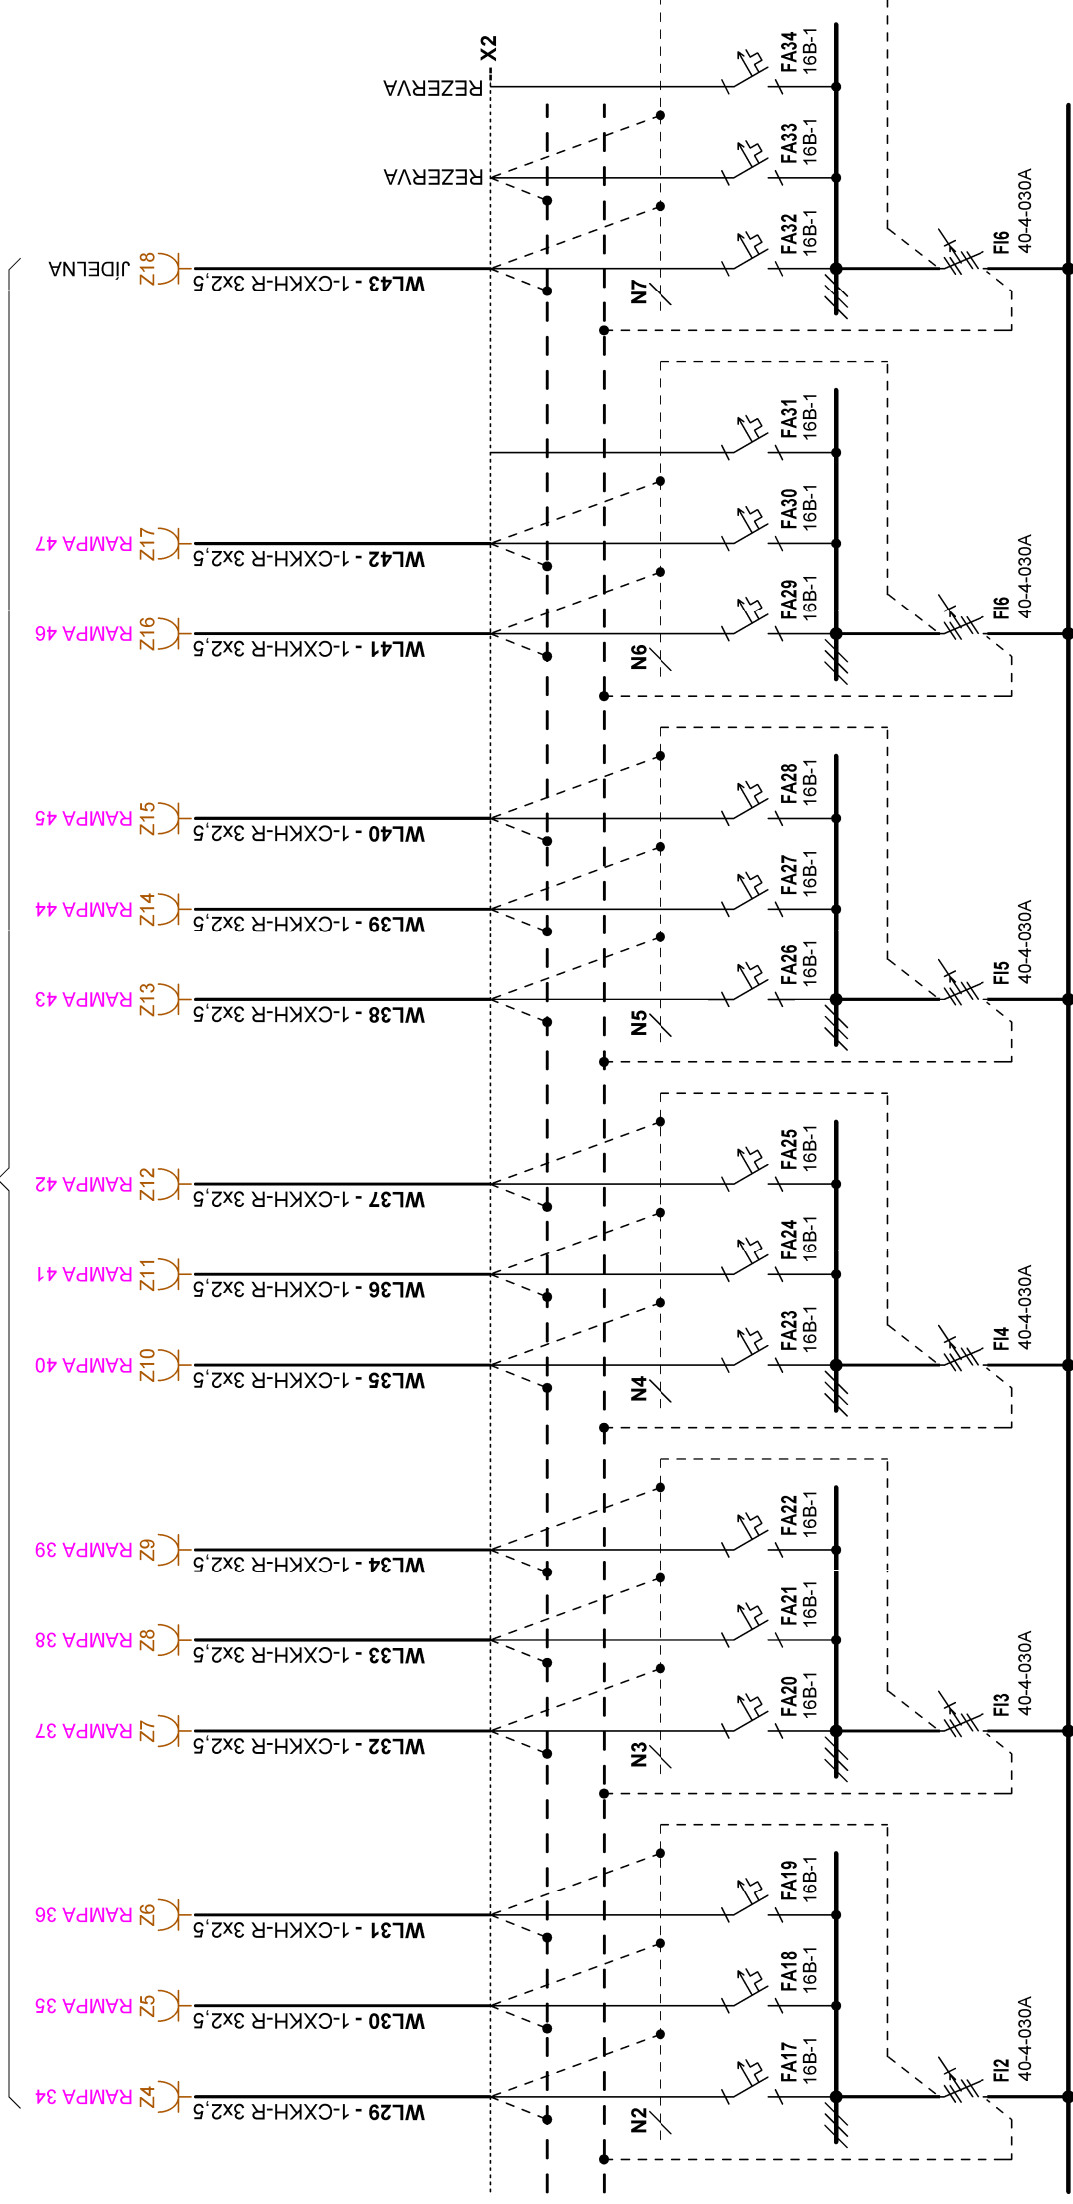 REZERVA
X2
FA34
16B-1
REZERVA
FA33
16B-1
JÍDELNA
Z18
WL43 - 1-CXKH-R 3x2,5
N7
FA32
16B-1
FI6
40-4-030A
FA31
16B-1
RAMPA 47
Z17
WL42 - 1-CXKH-R 3x2,5
FA30
16B-1
RAMPA 46
Z16
WL41 - 1-CXKH-R 3x2,5
N6
FA29
16B-1
FI6
40-4-030A
RAMPA 45
Z15
WL40 - 1-CXKH-R 3x2,5
FA28
16B-1
RAMPA 44
Z14
WL39 - 1-CXKH-R 3x2,5
FA27
16B-1
RAMPA 43
Z13
WL38 - 1-CXKH-R 3x2,5
N5
FA26
16B-1
FI5
40-4-030A
RAMPA 42
Z12
WL37 - 1-CXKH-R 3x2,5
FA25
16B-1
RAMPA 41
Z11
WL36 - 1-CXKH-R 3x2,5
FA24
16B-1
RAMPA 40
Z10
WL35 - 1-CXKH-R 3x2,5
N4
FA23
16B-1
FI4
40-4-030A
RAMPA 39
Z9
WL34 - 1-CXKH-R 3x2,5
FA22
16B-1
RAMPA 38
Z8
WL33 - 1-CXKH-R 3x2,5
FA21
16B-1
RAMPA 37
Z7
WL32 - 1-CXKH-R 3x2,5
N3
FA20
16B-1
FI3
40-4-030A
RAMPA 36
Z6
WL31 - 1-CXKH-R 3x2,5
FA19
16B-1
RAMPA 35
Z5
WL30 - 1-CXKH-R 3x2,5
FA18
16B-1
RAMPA 34
Z4
WL29 - 1-CXKH-R 3x2,5
N2
FA17
16B-1
FI2
40-4-030A